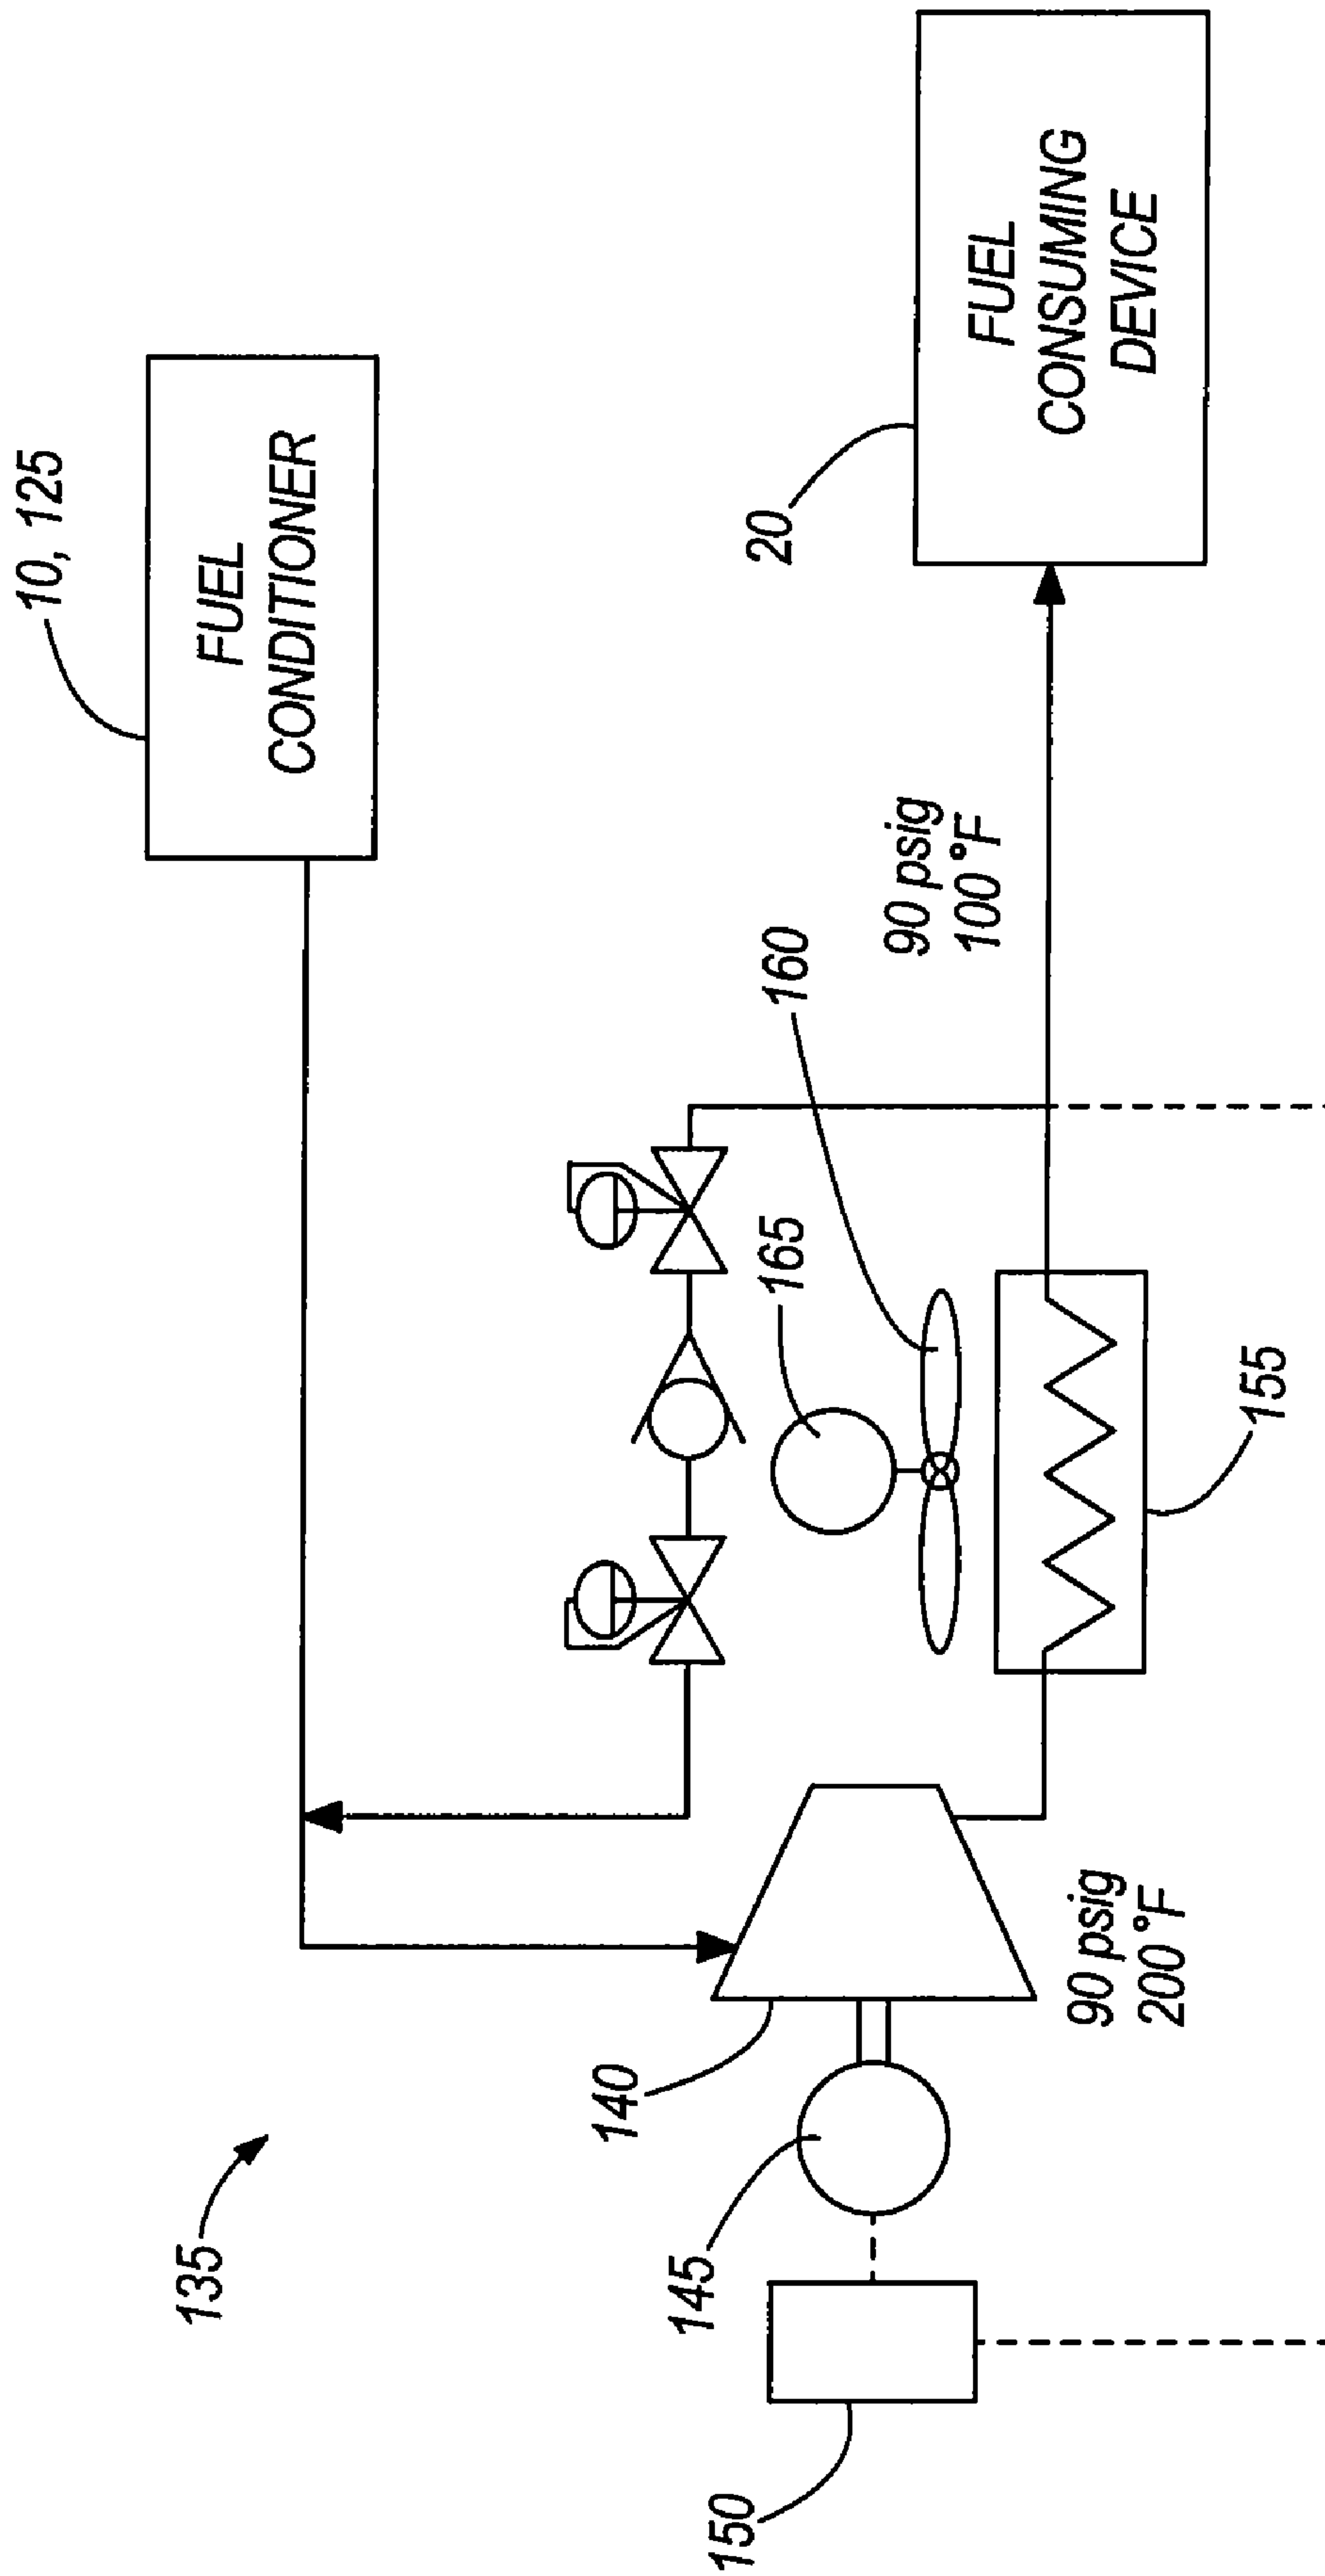 135
10, 125
FUEL
CONDITIONER
150
145
140
90 psig
200 °F
165
160
155
90 psig
100 °F
20
FUEL
CONSUMING
DEVICE